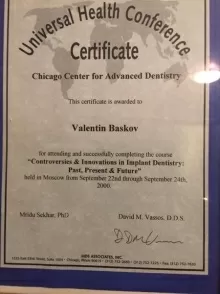 Universal Health Conference
Certificate
Chicago Center for Advanced Dentistry
This certificate is awarded to
Valentin Baskov
for attending and successfully completing the course
"Controversies & Innovations in Implant Dentistry:
Past, Present & Future"
held in Moscow from September 22nd through September 24th,
2000.
Mridu Sekhar, PhD
David M. Vassos, D.D.S.